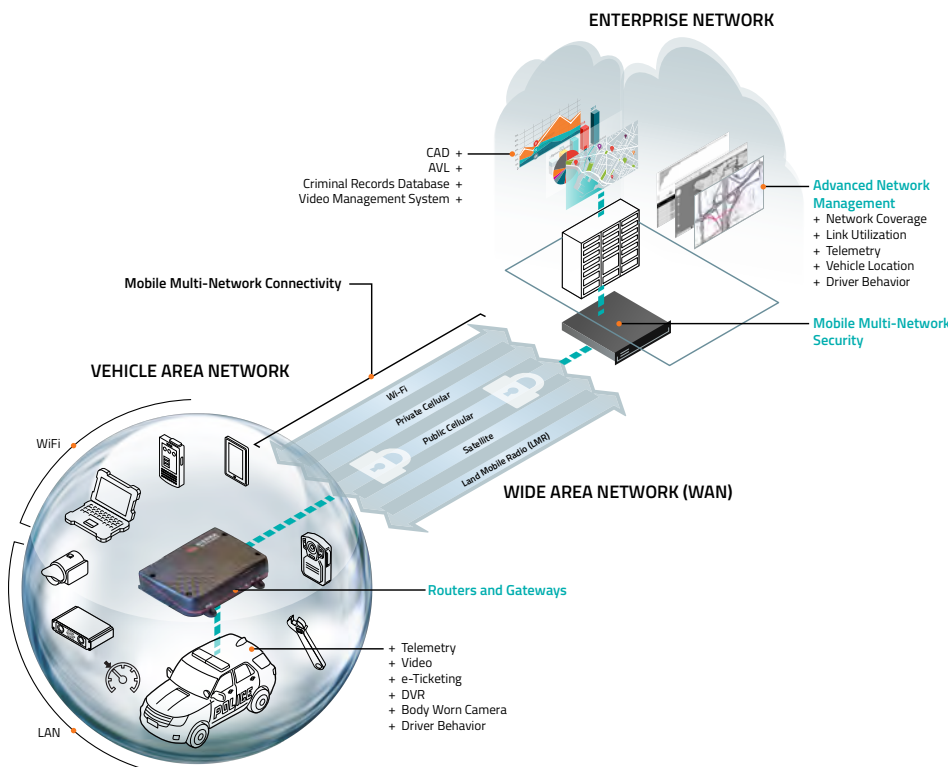 ENTERPRISE NETWORK
CAD +
AVL +
Criminal Records Database +
Video Management System +
Advanced Network
Management
+ Network Coverage
+ Link Utilization
+ Telemetry
+ Vehicle Location
+ Driver Behavior
Mobile Multi-Network Connectivity
Mobile Multi-Network
Security
VEHICLE AREA NETWORK
Wi-Fi
Private Cellular
Public Cellular
Satellite
Land Mobile Radio (LMR)
WiFi
WIDE AREA NETWORK (WAN)
Routers and Gateways
+ Telemetry
+ Video
+ e-Ticketing
+ DVR
+ Body Worn Camera
+ Driver Behavior
POLICE
LAN